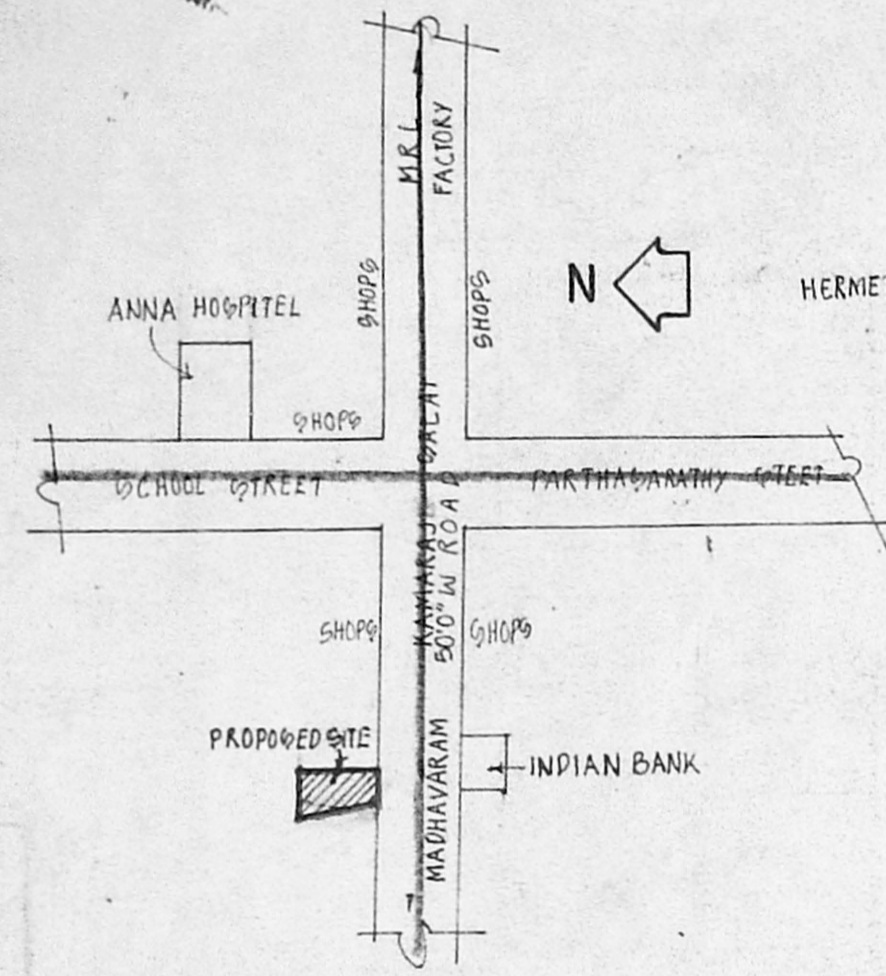 MRL
FACTORY
SHOPS
SHOPS
N
HERMET
ANNA HOSPITEL
SHOPS
SCHOOL STREET
PARTHASARATHY STEET
KAMARAJ SALAI
50'0" W ROAD
SHOPS
SHOPS
PROPOSED SITE
INDIAN BANK
MADHAVARAM